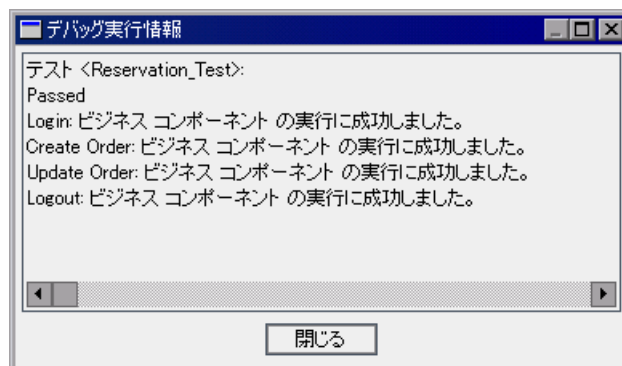 デバッグ実行情報
テスト <Reservation_Test>:
Passed
Login: ビジネス コンポーネント の実行に成功しました。
Create Order: ビジネス コンポーネント の実行に成功しました。
Update Order: ビジネス コンポーネント の実行に成功しました。
Logout: ビジネス コンポーネント の実行に成功しました。
閉じる